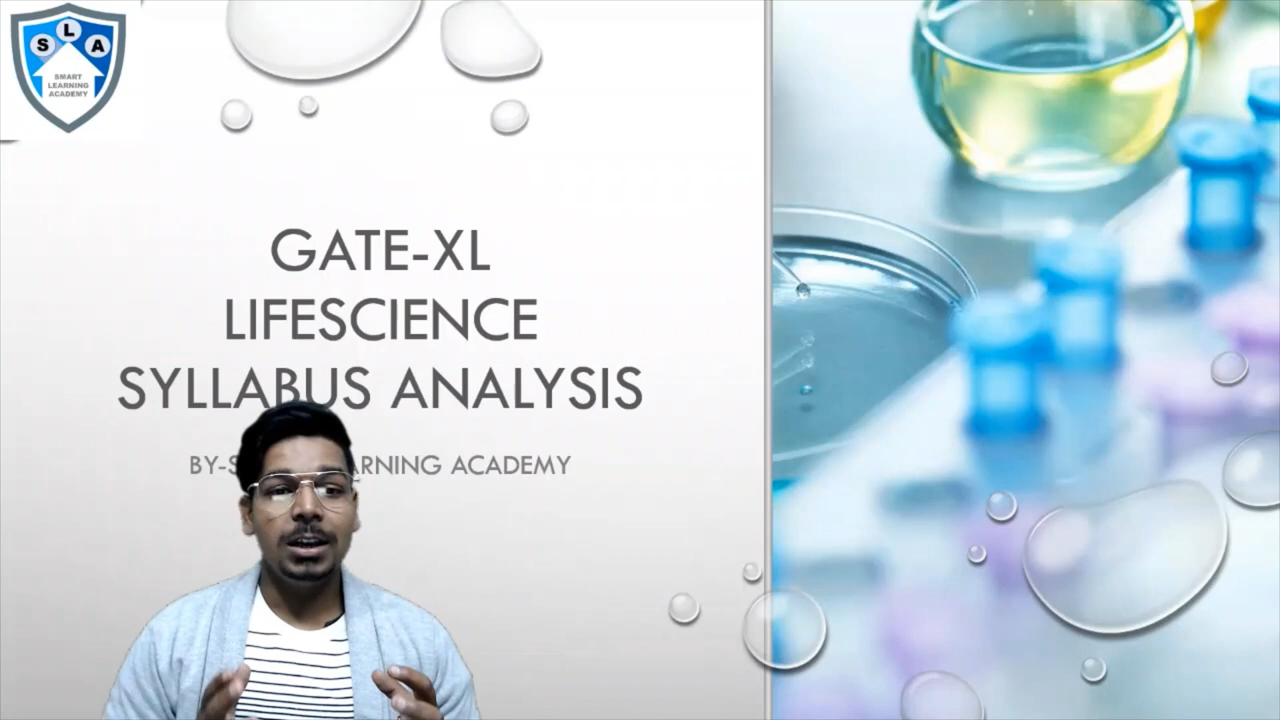 S L A
SMART
LEARNING
ACADEMY
GATE-XL
LIFESCIENCE
SYLLABUS ANALYSIS
BY-S ARNING ACADEMY